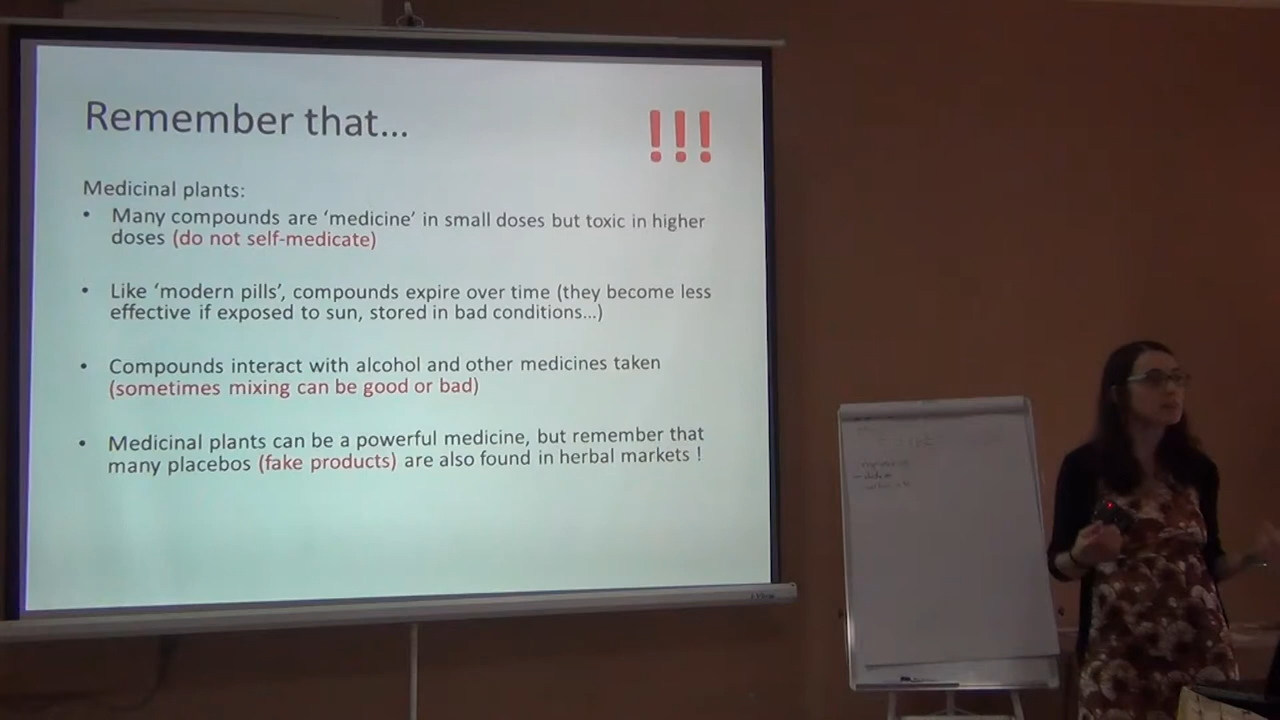 Remember that...
!!!
Medicinal plants:
• Many compounds are ‘medicine’ in small doses but toxic in higher
doses (do not self-medicate)
• Like ‘modern pills’, compounds expire over time (they become less
effective if exposed to sun, stored in bad conditions...)
• Compounds interact with alcohol and other medicines taken
(sometimes mixing can be good or bad)
• Medicinal plants can be a powerful medicine, but remember that
many placebos (fake products) are also found in herbal markets !